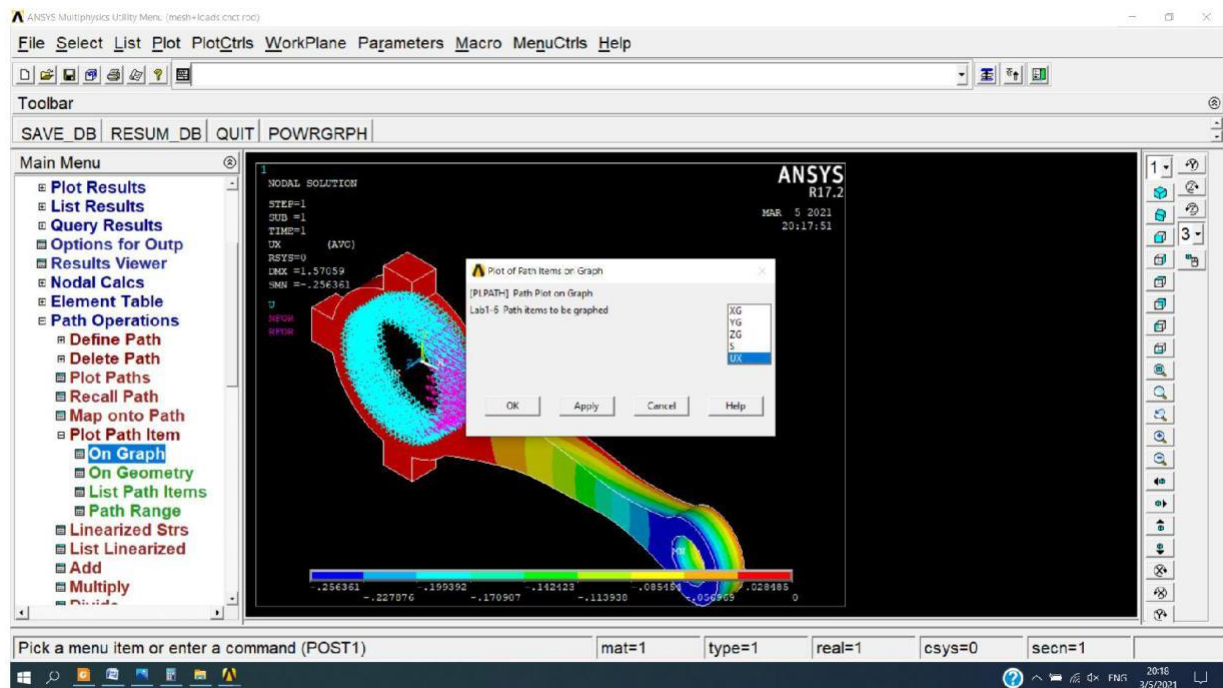 ANSYS Multiphysics Utility Menu (mesh+loads cnct rod)
File Select List Plot PlotCtrls WorkPlane Parameters Macro MenuCtrls Help
Toolbar
SAVE_DB RESUM_DB QUIT POWRGRPH
Main Menu
Plot Results
List Results
Query Results
Options for Outp
Results Viewer
Nodal Calcs
Element Table
Path Operations
Define Path
Delete Path
Plot Paths
Recall Path
Map onto Path
Plot Path Item
On Graph
On Geometry
List Path Items
Path Range
Linearized Strs
List Linearized
Add
Multiply
Divide
1
NODAL SOLUTION
STEP=1
SUB =1
TIME=1
UX (AVG)
RSYS=0
DMX =1.57059
SMN =-.256361
U
NFOR
RFOR
ANSYS
R17.2
MAR 5 2021
20:17:51
Plot of Path Items on Graph
[PLPATH] Path Plot on Graph
Lab1-6 Path items to be graphed
XG
YG
ZG
S
UX
OK Apply Cancel Help
MN
-.256361 -.199392 -.142423 -.085454 .028485
-.227876 -.170907 -.113938 -.056969 0
1
3
Pick a menu item or enter a command (POST1) mat=1 type=1 real=1 csys=0 secn=1
ENG
20:18
3/5/2021